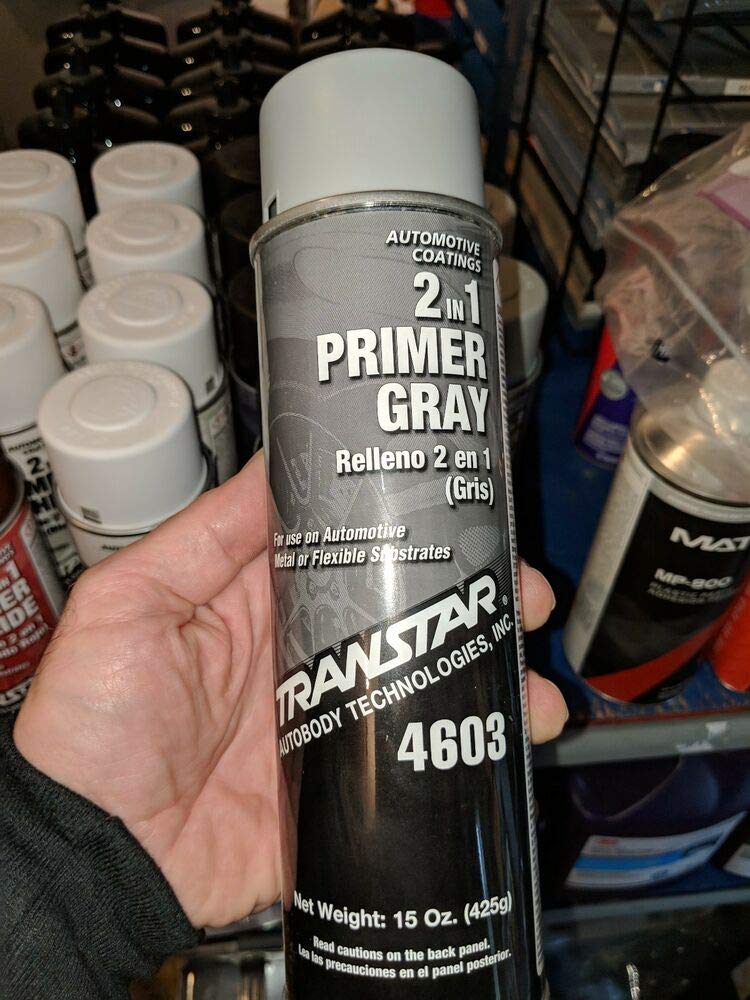 AUTOMOTIVE
COATINGS
2 IN 1
PRIMER
GRAY
Relleno 2 en 1
(Gris)
For use on Automotive
Metal or Flexible Substrates
TRANSTAR®
AUTOBODY TECHNOLOGIES, INC.
4603
Net Weight: 15 Oz. (425g)
Read cautions on the back panel.
Lea las precauciones en el panel posterior.
MP-800